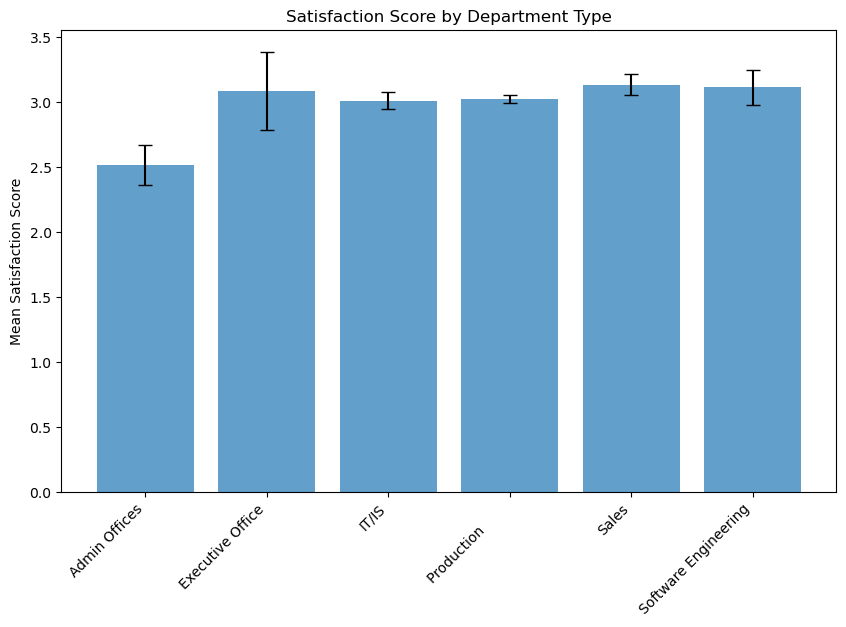 Satisfaction Score by Department Type
Mean Satisfaction Score
3.5
3.0
2.5
2.0
1.5
1.0
0.5
0.0
Admin Offices
Executive Office
IT/IS
Production
Sales
Software Engineering